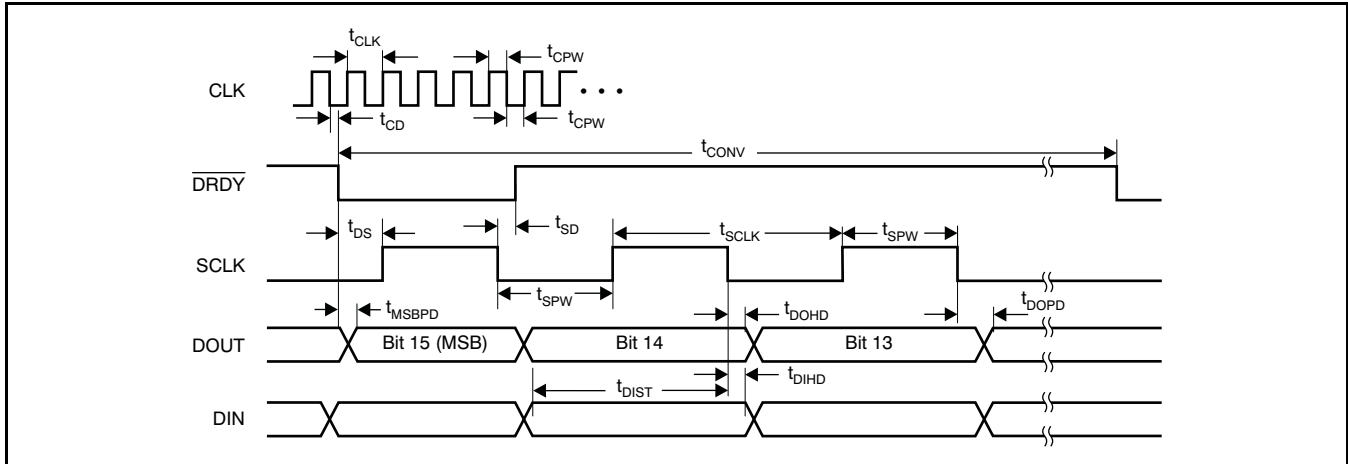 tCLK
tCPW
CLK
• • •
tCD
tCPW
tCONV
DRDY
tDS
tSD
tSCLK
tSPW
SCLK
tSPW
tMSBPD
tDOHD
tDOPD
DOUT
Bit 15 (MSB)
Bit 14
Bit 13
tDIST
tDIHD
DIN